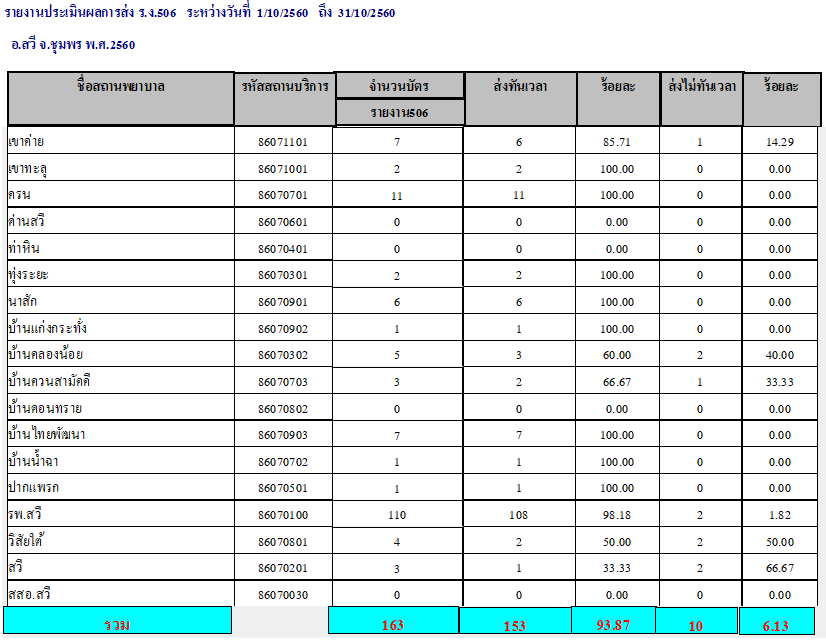 รายงานประเมินผลการส่ง ร.ง.506 ระหว่างวันที่ 1/10/2560 ถึง 31/10/2560
อ.สวี จ.ชุมพร พ.ศ.2560
ชื่อสถานพยาบาล รหัสสถานบริการ จำนวนบัตร ส่งทันเวลา ร้อยละ ส่งไม่ทันเวลา ร้อยละ
รายงาน506
เขาค่าย 86071101 7 6 85.71 1 14.29
เขาทะลุ 86071001 2 2 100.00 0 0.00
ครน 86070701 11 11 100.00 0 0.00
ด่านสวี 86070601 0 0 0.00 0 0.00
ท่าหิน 86070401 0 0 0.00 0 0.00
ทุ่งระยะ 86070301 2 2 100.00 0 0.00
นาสัก 86070901 6 6 100.00 0 0.00
บ้านแก่งกระทั่ง 86070902 1 1 100.00 0 0.00
บ้านคลองน้อย 86070302 5 3 60.00 2 40.00
บ้านควนสามัคคี 86070703 3 2 66.67 1 33.33
บ้านดอนทราย 86070802 0 0 0.00 0 0.00
บ้านไทยพัฒนา 86070903 7 7 100.00 0 0.00
บ้านน้ำฉา 86070702 1 1 100.00 0 0.00
ปากแพรก 86070501 1 1 100.00 0 0.00
รพ.สวี 86070100 110 108 98.18 2 1.82
วิสัยใต้ 86070801 4 2 50.00 2 50.00
สวี 86070201 3 1 33.33 2 66.67
สสอ.สวี 86070030 0 0 0.00 0 0.00
รวม 163 153 93.87 10 6.13